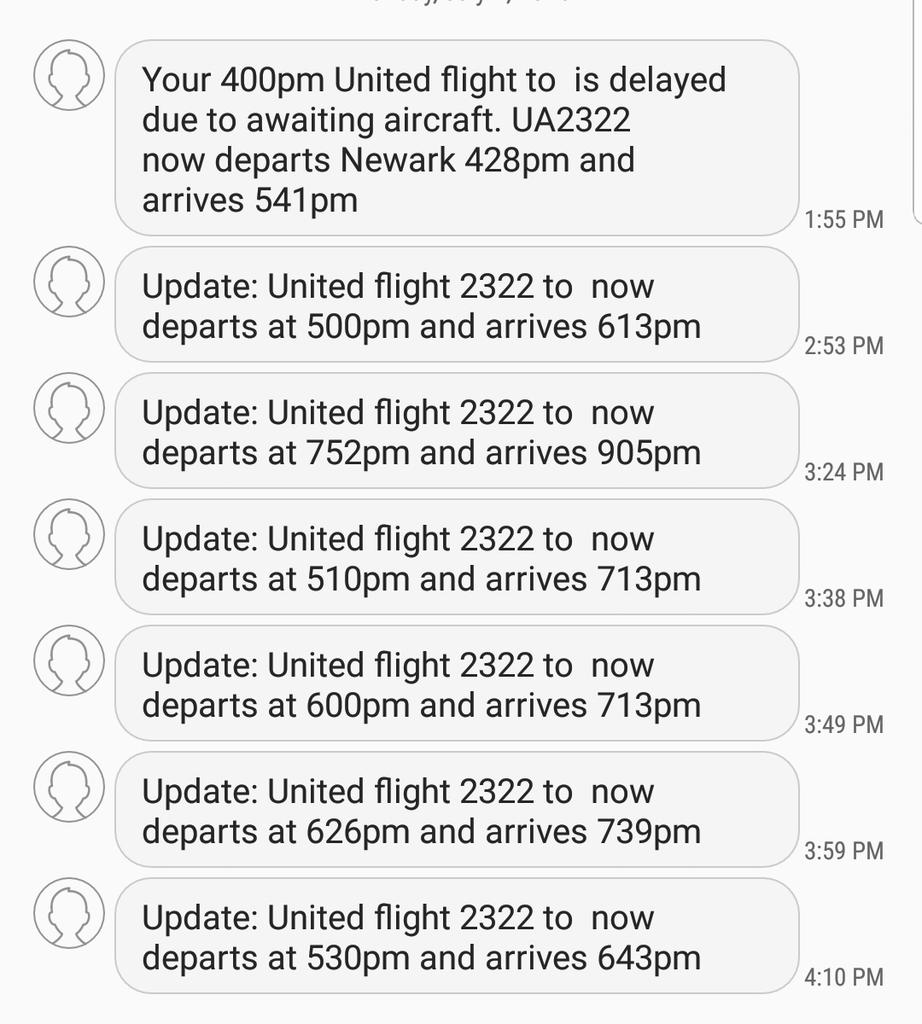 Your 400pm United flight to  is delayed
due to awaiting aircraft. UA2322
now departs Newark 428pm and
arrives 541pm
1:55 PM
Update: United flight 2322 to  now
departs at 500pm and arrives 613pm
2:53 PM
Update: United flight 2322 to  now
departs at 752pm and arrives 905pm
3:24 PM
Update: United flight 2322 to  now
departs at 510pm and arrives 713pm
3:38 PM
Update: United flight 2322 to  now
departs at 600pm and arrives 713pm
3:49 PM
Update: United flight 2322 to  now
departs at 626pm and arrives 739pm
3:59 PM
Update: United flight 2322 to  now
departs at 530pm and arrives 643pm
4:10 PM